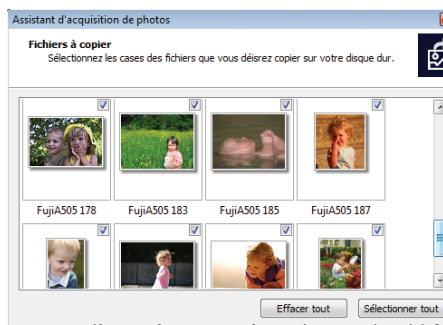 Assistant d'acquisition de photos
Fichiers à copier
Sélectionnez les cases des fichiers que vous désirez copier sur votre disque dur.
FujiA505 178 FujiA505 183 FujiA505 185 FujiA505 187
Effacer tout Sélectionner tout